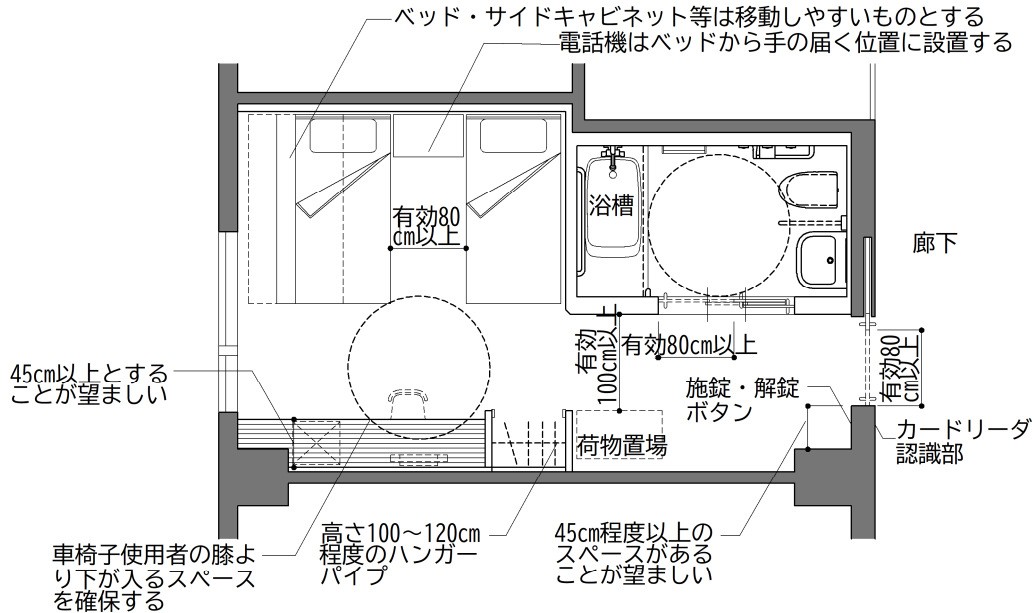 ベッド・サイドキャビネット等は移動しやすいものとする
電話機はベッドから手の届く位置に設置する
浴槽
有効80
cm以上
廊下
有効
100cm以上
有効80cm以上
有効80
cm以上
45cm以上とする
ことが望ましい
施錠・解錠
ボタン
カードリーダ
認識部
荷物置場
車椅子使用者の膝よ
り下が入るスペース
を確保する
高さ100～120cm
程度のハンガー
パイプ
45cm程度以上の
スペースがある
ことが望ましい